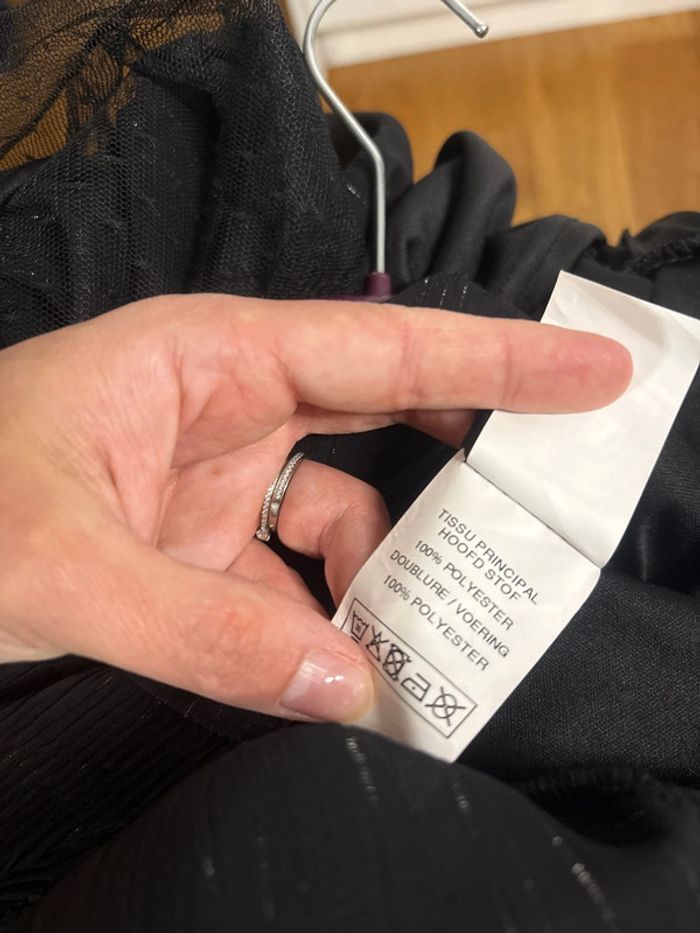 TISSU PRINCIPAL
HOOFD STOF
100% POLYESTER
DOUBLURE / VOERING
100% POLYESTER